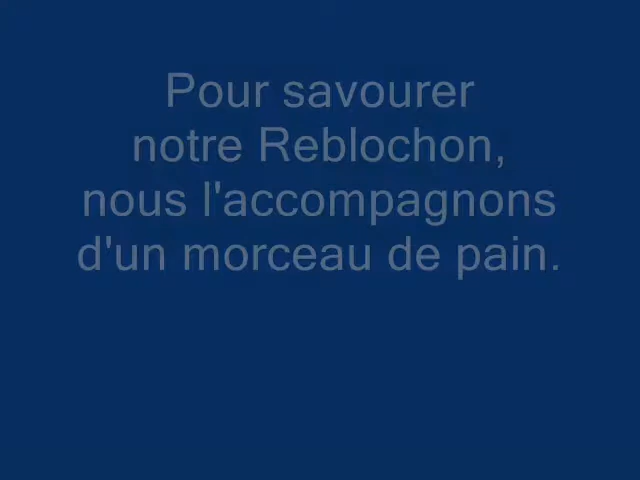 Pour savourer
notre Reblochon,
nous l'accompagnons
d'un morceau de pain.